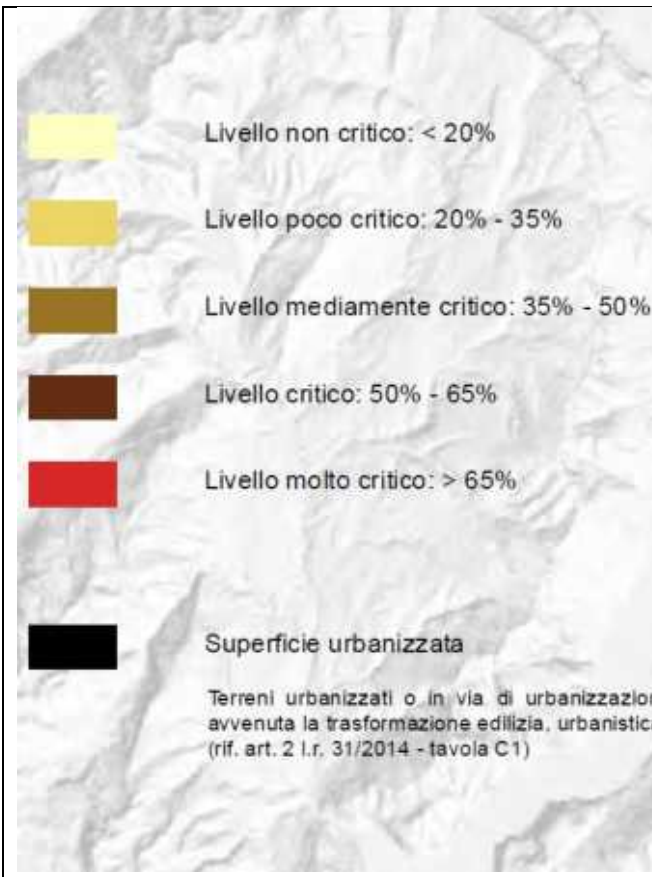 Livello non critico: < 20%
Livello poco critico: 20% - 35%
Livello mediamente critico: 35% - 50%
Livello critico: 50% - 65%
Livello molto critico: > 65%
Superficie urbanizzata
Terreni urbanizzati o in via di urbanizzazion
avvenuta la trasformazione edilizia, urbanistica
(rif. art. 2 l.r. 31/2014 - tavola C1)